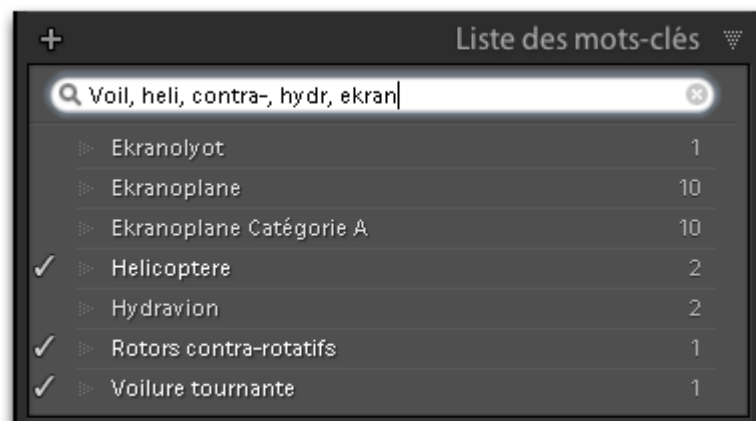 Liste des mots-clés
Voil, heli, contra-, hydr, ekran
Ekranolyot 1
Ekranoplane 10
Ekranoplane Catégorie A 10
Helicoptere 2
Hydravion 2
Rotors contra-rotatifs 1
Voilure tournante 1